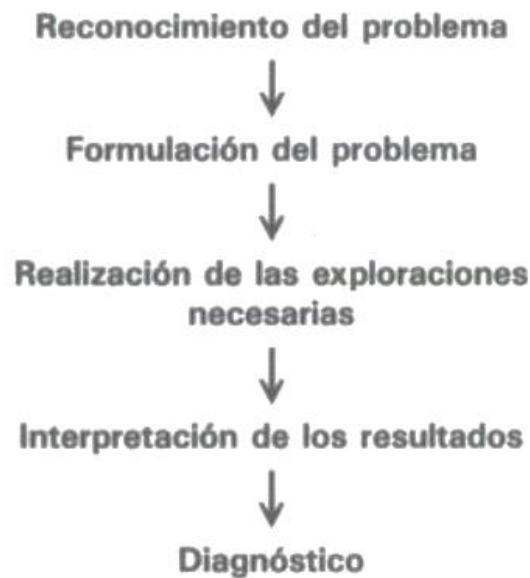 Reconocimiento del problema
Formulación del problema
Realización de las exploraciones
necesarias
Interpretación de los resultados
Diagnóstico